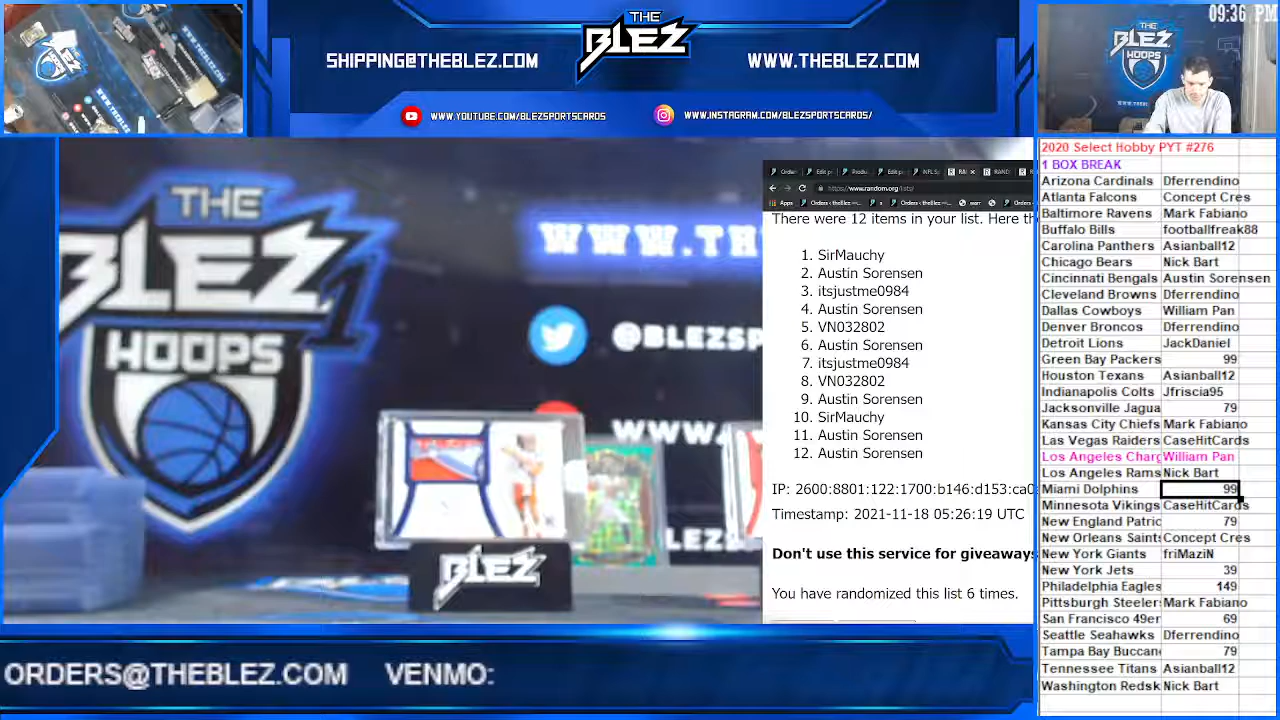 09:36 PM
THE
BLEZ
SHIPPING@THEBLEZ.COM
WWW.THEBLEZ.COM
WWW.YOUTUBE.COM/BLEZSPORTSCARDS
WWW.INSTAGRAM.COM/BLEZSPORTSCARDS/
THE
BLEZ
HOOPS
THE
BLEZ
HOOPS
WWW.TH
@BLEZSP
WWW.
LEZS
BLEZ
https://www.random.org/lists/
Apps
There were 12 items in your list. Here th
1. SirMauchy
2. Austin Sorensen
3. itsjustme0984
4. Austin Sorensen
5. VN032802
6. Austin Sorensen
7. itsjustme0984
8. VN032802
9. Austin Sorensen
10. SirMauchy
11. Austin Sorensen
12. Austin Sorensen
IP: 2600:8801:122:1700:b146:d153:ca0
Timestamp: 2021-11-18 05:26:19 UTC
Don't use this service for giveaways
You have randomized this list 6 times.
2020 Select Hobby PYT #276
1 BOX BREAK
Arizona Cardinals Dferrendino
Atlanta Falcons Concept Cres
Baltimore Ravens Mark Fabiano
Buffalo Bills footballfreak88
Carolina Panthers Asianball12
Chicago Bears Nick Bart
Cincinnati Bengals Austin Sorensen
Cleveland Browns Dferrendino
Dallas Cowboys William Pan
Denver Broncos Dferrendino
Detroit Lions JackDaniel
Green Bay Packers 99
Houston Texans Asianball12
Indianapolis Colts Jfriscia95
Jacksonville Jagua 79
Kansas City Chiefs Mark Fabiano
Las Vegas Raiders CaseHitCards
Los Angeles Charg William Pan
Los Angeles Rams Nick Bart
Miami Dolphins 99
Minnesota Vikings CaseHitCards
New England Patric 79
New Orleans Saints Concept Cres
New York Giants friMaziN
New York Jets 39
Philadelphia Eagles 149
Pittsburgh Steeler Mark Fabiano
San Francisco 49er 69
Seattle Seahawks Dferrendino
Tampa Bay Buccan 79
Tennessee Titans Asianball12
Washington Redsk Nick Bart
ORDERS@THEBLEZ.COM VENMO: